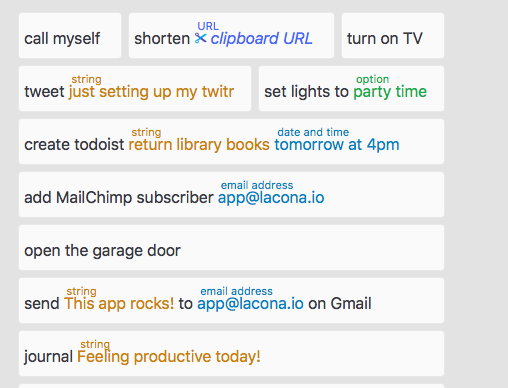 URL
call myself shorten ✂ clipboard URL turn on TV
string option
tweet just setting up my twitr set lights to party time
string date and time
create todoist return library books tomorrow at 4pm
email address
add MailChimp subscriber app@lacona.io
open the garage door
string email address
send This app rocks! to app@lacona.io on Gmail
string
journal Feeling productive today!